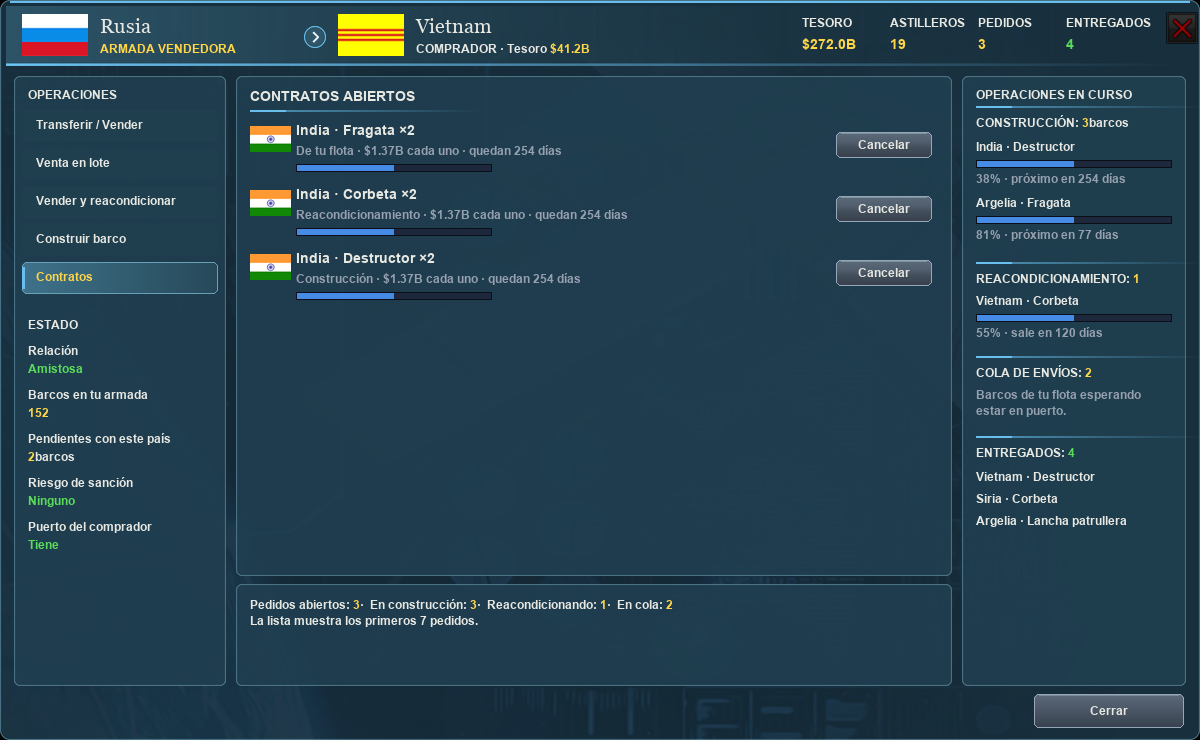 Rusia
ARMADA VENDEDORA
Vietnam
COMPRADOR · Tesoro $41.2B
TESORO
$272.0B
ASTILLEROS
19
PEDIDOS
3
ENTREGADOS
4
OPERACIONES
Transferir / Vender
Venta en lote
Vender y reacondicionar
Construir barco
Contratos
ESTADO
Relación
Amistosa
Barcos en tu armada
152
Pendientes con este país
2barcos
Riesgo de sanción
Ninguno
Puerto del comprador
Tiene
CONTRATOS ABIERTOS
India · Fragata ×2
De tu flota · $1.37B cada uno · quedan 254 días
Cancelar
India · Corbeta ×2
Reacondicionamiento · $1.37B cada uno · quedan 254 días
Cancelar
India · Destructor ×2
Construcción · $1.37B cada uno · quedan 254 días
Cancelar
Pedidos abiertos: 3· En construcción: 3· Reacondicionando: 1· En cola: 2
La lista muestra los primeros 7 pedidos.
OPERACIONES EN CURSO
CONSTRUCCIÓN: 3barcos
India · Destructor
38% · próximo en 254 días
Argelia · Fragata
81% · próximo en 77 días
REACONDICIONAMIENTO: 1
Vietnam · Corbeta
55% · sale en 120 días
COLA DE ENVÍOS: 2
Barcos de tu flota esperando
estar en puerto.
ENTREGADOS: 4
Vietnam · Destructor
Siria · Corbeta
Argelia · Lancha patrullera
Cerrar